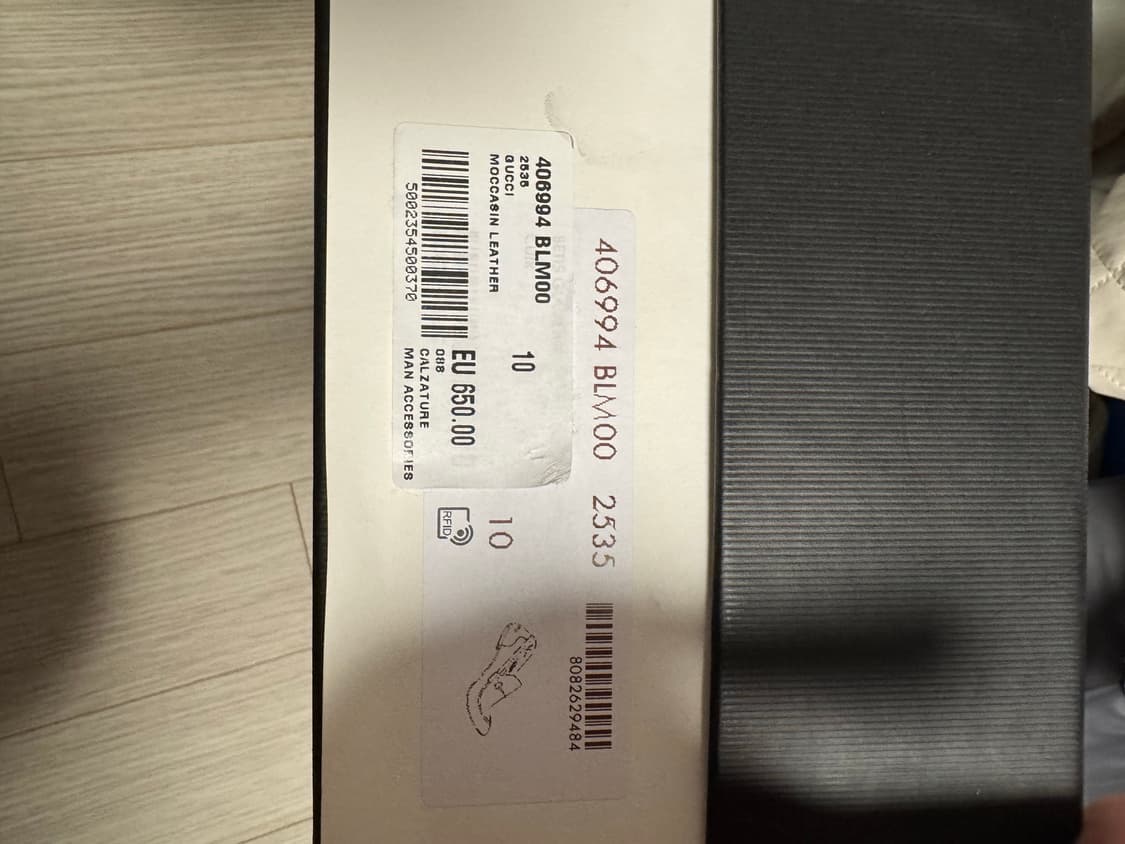 406994 BLM00
2535
10
GUCCI
MOCCASIN LEATHER
EU 650.00
088
CALZATURE
5002354500370
MAN ACCESSORIES
406994 BLM00 2535
8082629484
10
RFID